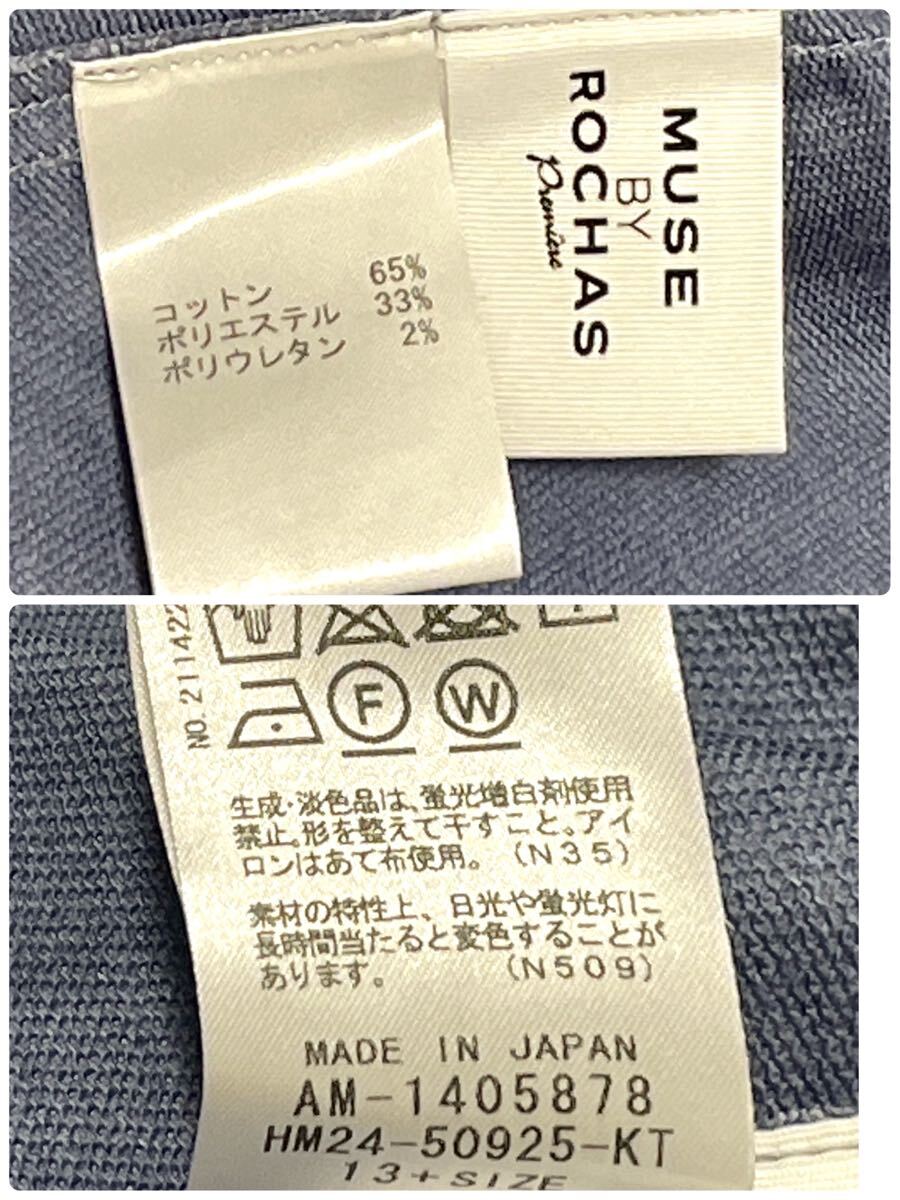 MUSE
BY
ROCHAS
Première
コットン 65%
ポリエステル 33%
ポリウレタン 2%
NO.211422
F W
生成・淡色品は、蛍光増白剤使用
禁止。形を整えて干すこと。アイ
ロンはあて布使用。(N35)
素材の特性上、日光や蛍光灯に
長時間当たると変色することが
あります。(N509)
MADE IN JAPAN
AM-1405878
HM24-50925-KT
13+SIZE